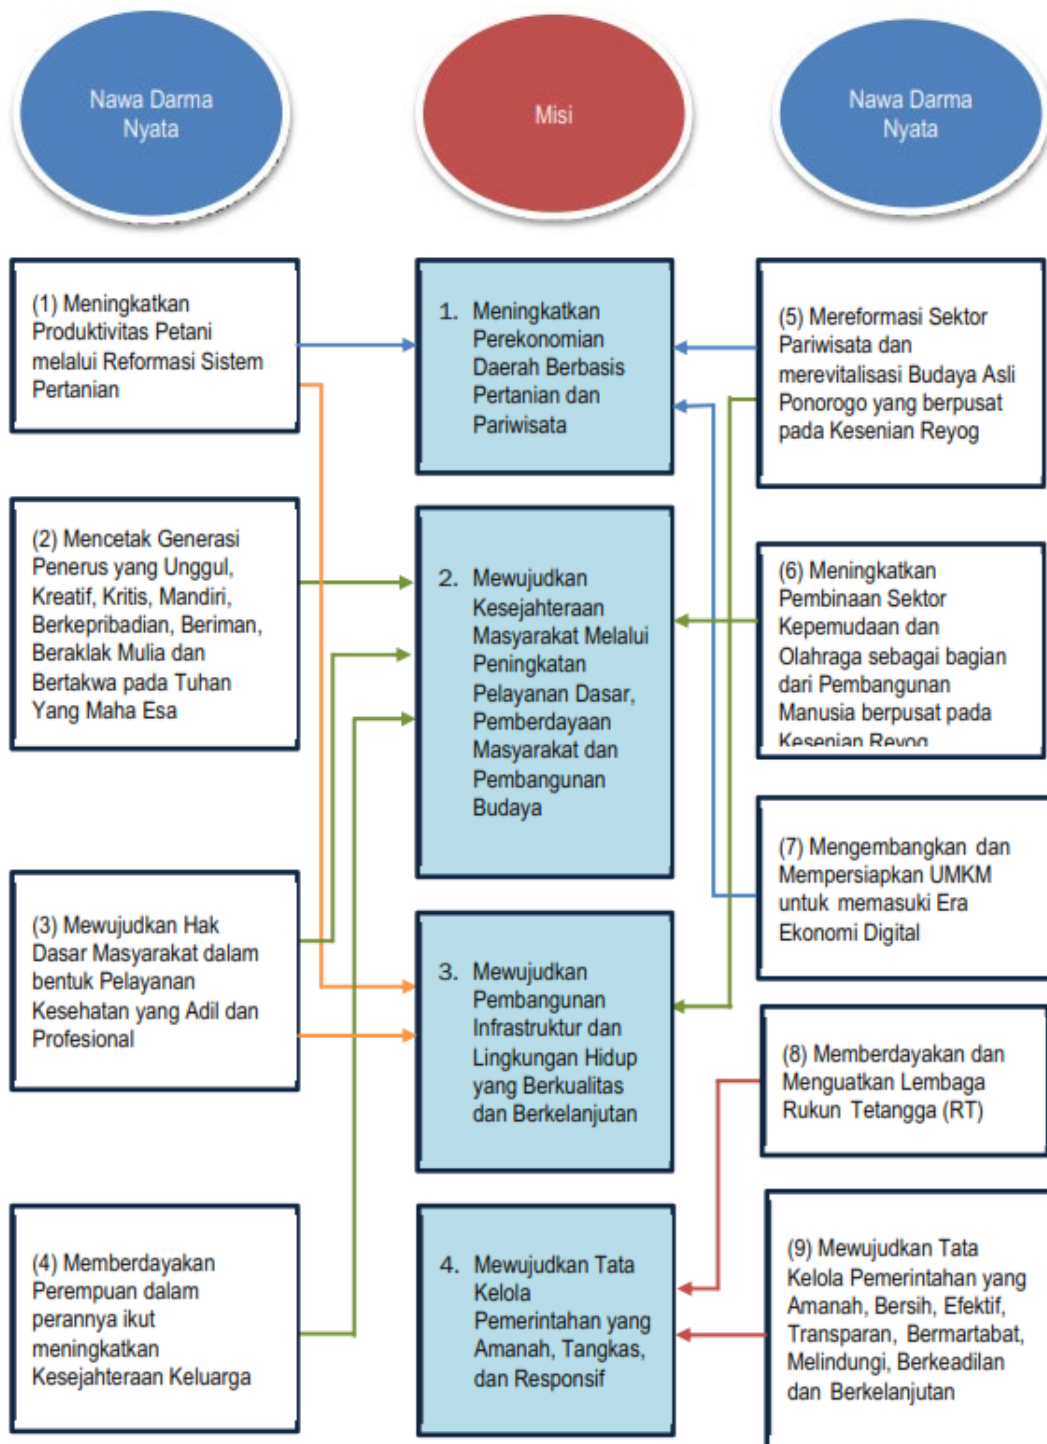 Nawa Darma
Nyata
Misi
Nawa Darma
Nyata
(1) Meningkatkan
Produktivitas Petani
melalui Reformasi Sistem
Pertanian
(2) Mencetak Generasi
Penerus yang Unggul,
Kreatif, Kritis, Mandiri,
Berkepribadian, Beriman,
Beraklak Mulia dan
Bertakwa pada Tuhan
Yang Maha Esa
(3) Mewujudkan Hak
Dasar Masyarakat dalam
bentuk Pelayanan
Kesehatan yang Adil dan
Profesional
(4) Memberdayakan
Perempuan dalam
perannya ikut
meningkatkan
Kesejahteraan Keluarga
1. Meningkatkan
Perekonomian
Daerah Berbasis
Pertanian dan
Pariwisata
2. Mewujudkan
Kesejahteraan
Masyarakat Melalui
Peningkatan
Pelayanan Dasar,
Pemberdayaan
Masyarakat dan
Pembangunan
Budaya
3. Mewujudkan
Pembangunan
Infrastruktur dan
Lingkungan Hidup
yang Berkualitas
dan Berkelanjutan
4. Mewujudkan Tata
Kelola
Pemerintahan yang
Amanah, Tangkas,
dan Responsif
(5) Mereformasi Sektor
Pariwisata dan
merevitalisasi Budaya Asli
Ponorogo yang berpusat
pada Kesenian Reyog
(6) Meningkatkan
Pembinaan Sektor
Kepemudaan dan
Olahraga sebagai bagian
dari Pembangunan
Manusia berpusat pada
Kesenian Reyog
(7) Mengembangkan dan
Mempersiapkan UMKM
untuk memasuki Era
Ekonomi Digital
(8) Memberdayakan dan
Menguatkan Lembaga
Rukun Tetangga (RT)
(9) Mewujudkan Tata
Kelola Pemerintahan yang
Amanah, Bersih, Efektif,
Transparan, Bermartabat,
Melindungi, Berkeadilan
dan Berkelanjutan